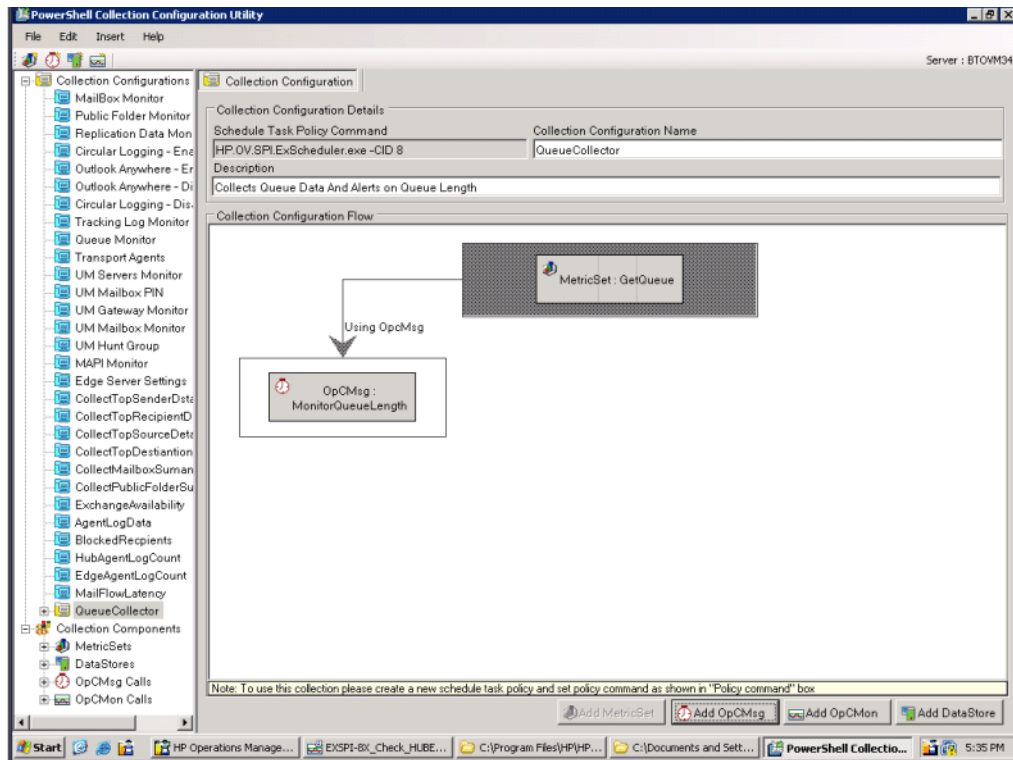 PowerShell Collection Configuration Utility
File Edit Insert Help
Server : BTOVM34
Collection Configurations
MailBox Monitor
Public Folder Monitor
Replication Data Mon
Circular Logging - Ena
Outlook Anywhere - Er
Outlook Anywhere - Di
Circular Logging - Dis
Tracking Log Monitor
Queue Monitor
Transport Agents
UM Servers Monitor
UM Mailbox PIN
UM Gateway Monitor
UM Mailbox Monitor
UM Hunt Group
MAPI Monitor
Edge Server Settings
CollectTopSenderDsta
CollectTopRecipientD
CollectTopSourceDeta
CollectTopDestiantion
CollectMailboxSuman
CollectPublicFolderSu
ExchangeAvailability
AgentLogData
BlockedRecpients
HubAgentLogCount
EdgeAgentLogCount
MailFlowLatency
QueueCollector
Collection Components
MetricSets
DataStores
OpCMsg Calls
OpCMon Calls
Collection Configuration
Collection Configuration Details
Schedule Task Policy Command Collection Configuration Name
HP.OV.SPI.ExScheduler.exe -CID 8 QueueCollector
Description
Collects Queue Data And Alerts on Queue Length
Collection Configuration Flow
MetricSet : GetQueue
Using OpcMsg
OpCMsg :
MonitorQueueLength
Note: To use this collection please create a new schedule task policy and set policy command as shown in "Policy command" box
Add MetricSet Add OpCMsg Add OpCMon Add DataStore
Start HP Operations Manage... EXSPI-8X_Check_HUBE... C:\Program Files\HP\HP... C:\Documents and Sett... PowerShell Collectio... 5:35 PM